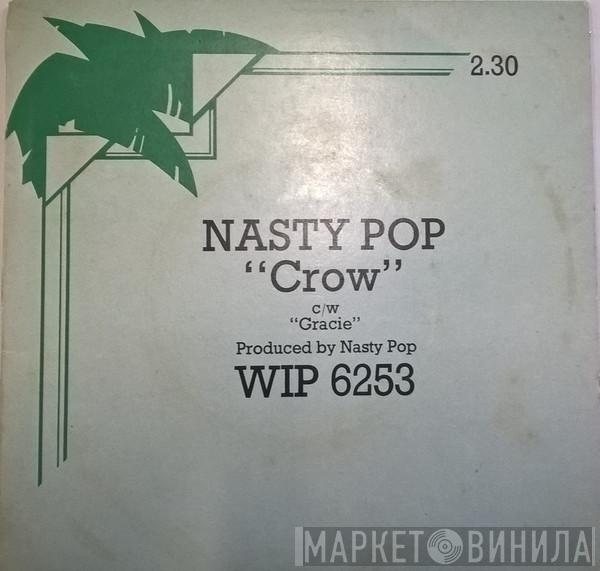 2.30
NASTY POP
“Crow”
c/w
“Gracie”
Produced by Nasty Pop
WIP 6253
МАРКЕТ ВИНИЛА